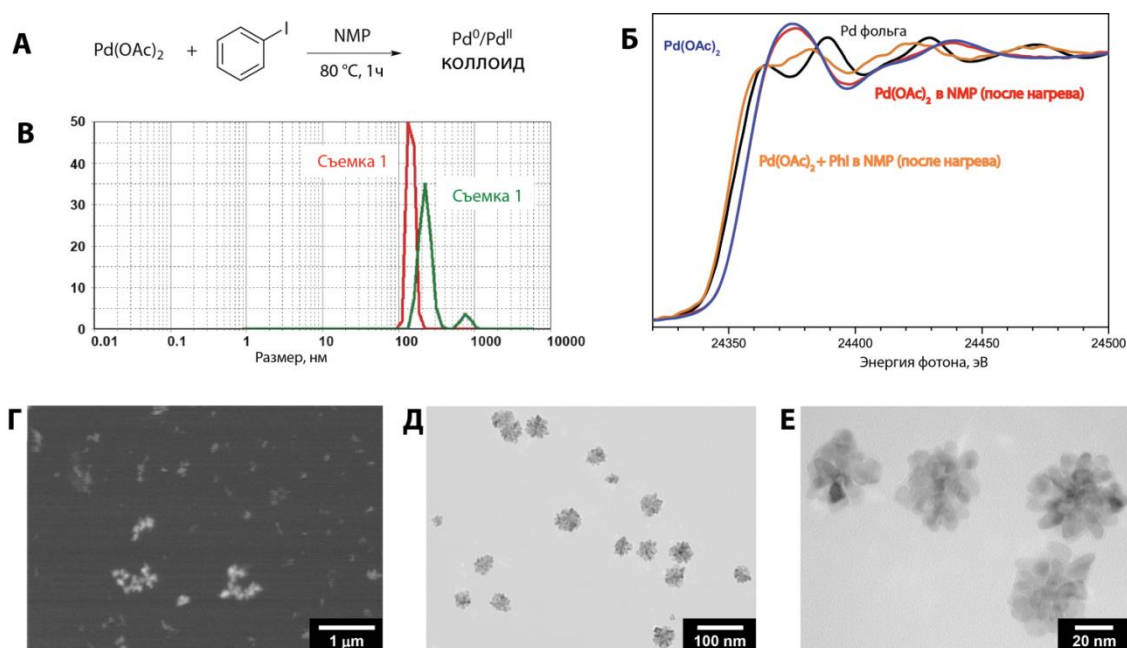 А
Pd(OAc)₂ + I NMP Pd⁰/Pdᴵᴵ
80 °C, 1ч коллоид
Б
Pd(OAc)₂
Pd фольга
Pd(OAc)₂ в NMP (после нагрева)
Pd(OAc)₂ + PhI в NMP (после нагрева)
24350 24400 24450 24500
Энергия фотона, эВ
В
50
40
30
20
10
0
Съемка 1
Съемка 1
0.01 0.1 1 10 100 1000 10000
Размер, нм
Г
1 μm
Д
100 nm
Е
20 nm